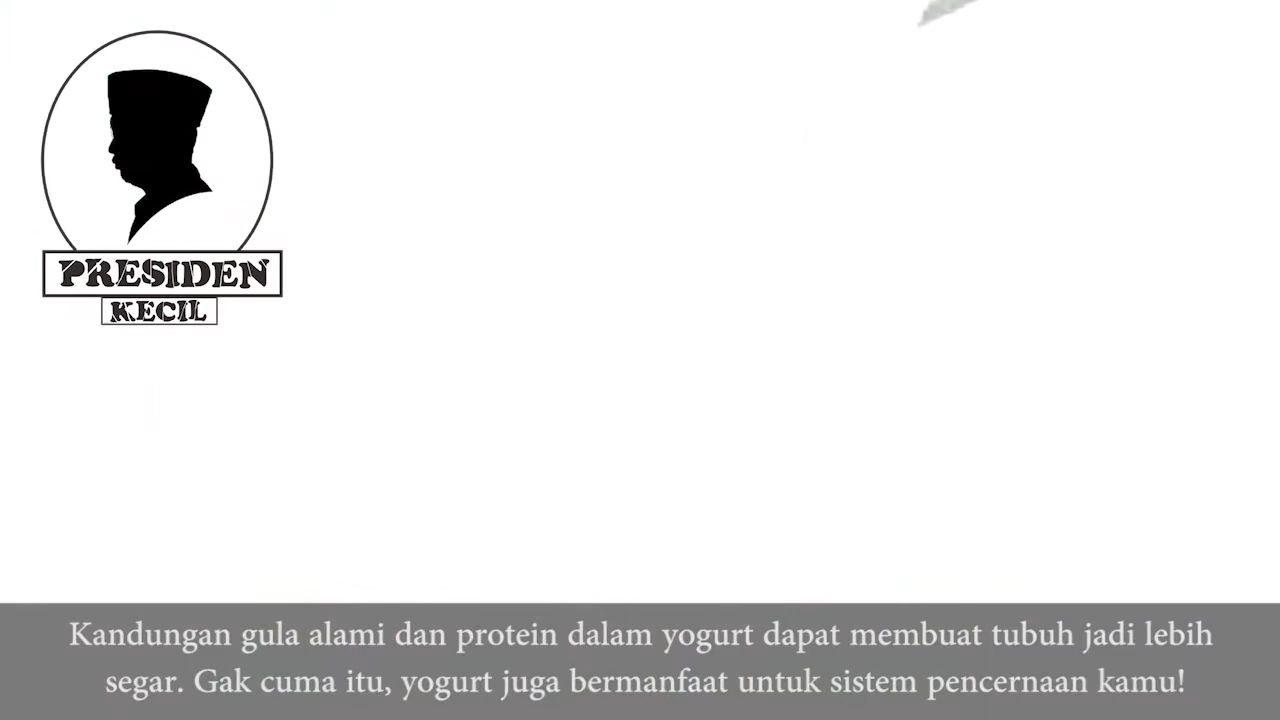 PRESIDEN
KECIL
Kandungan gula alami dan protein dalam yogurt dapat membuat tubuh jadi lebih
segar. Gak cuma itu, yogurt juga bermanfaat untuk sistem pencernaan kamu!